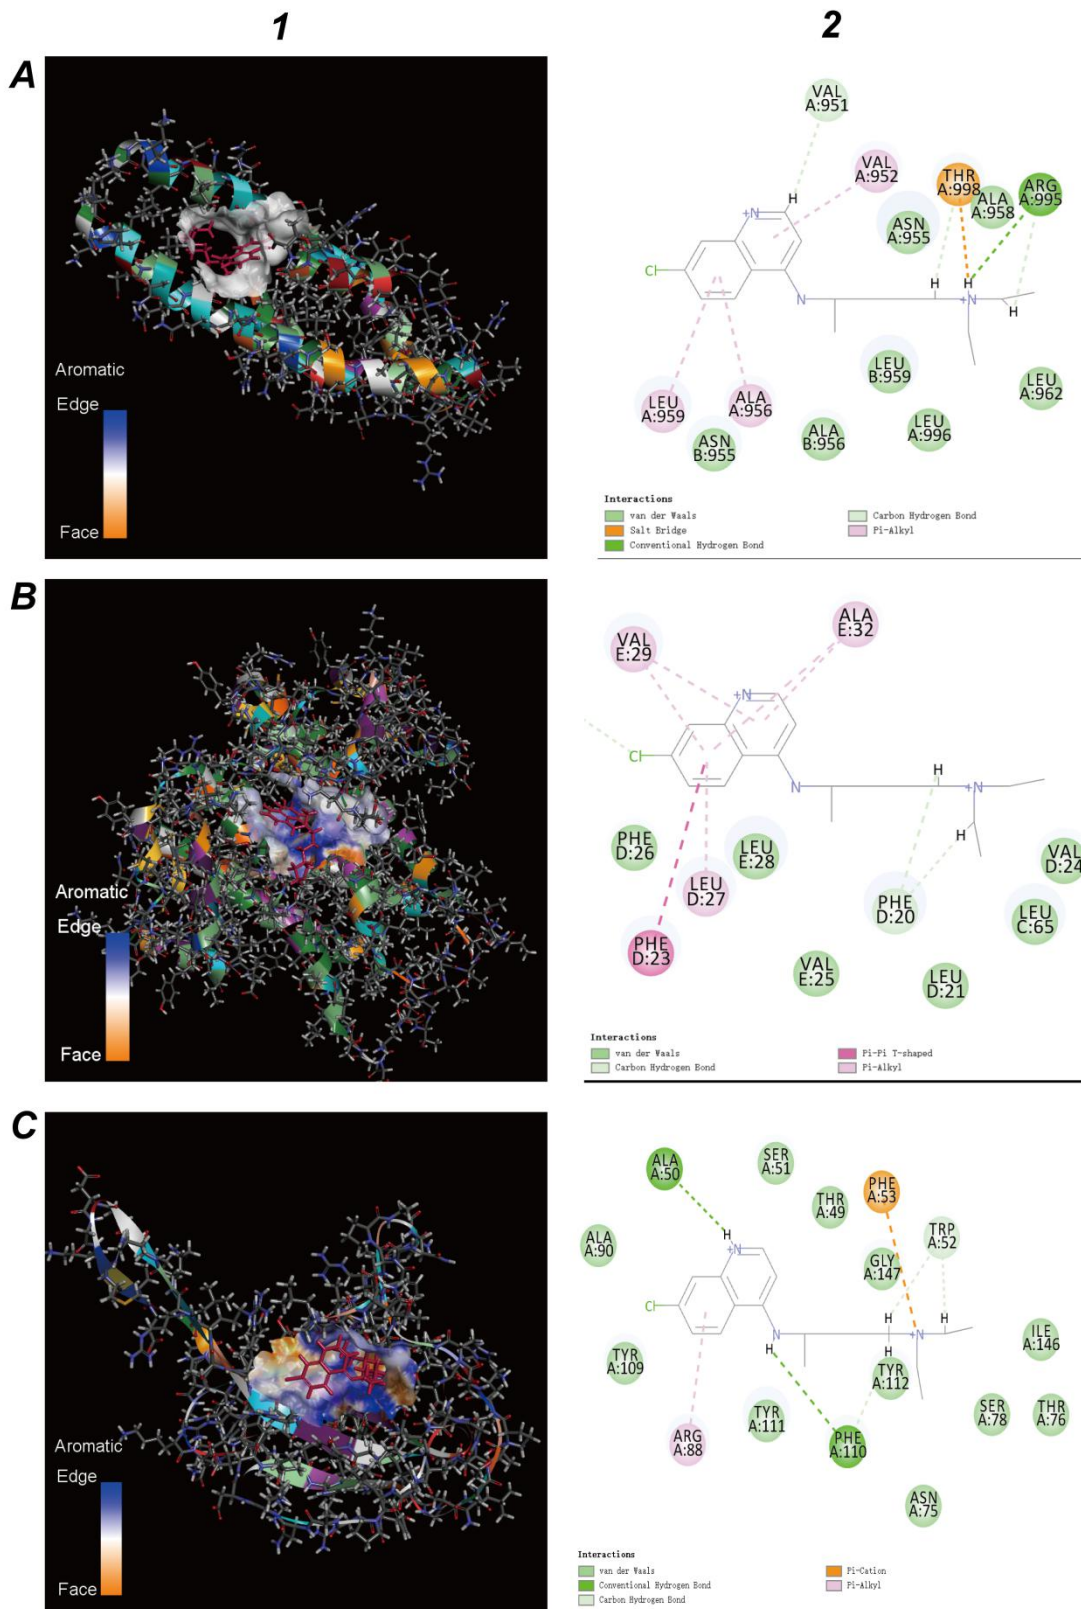 1
2
A
Aromatic
Edge
Face
VAL
A:951
VAL
A:952
THR
A:998
ALA
A:958
ARG
A:995
ASN
A:955
+N
H
Cl
N
H
H
+N
H
LEU
B:959
LEU
A:962
LEU
A:959
ALA
A:956
ASN
B:955
ALA
B:956
LEU
A:996
Interactions
van der Waals
Salt Bridge
Conventional Hydrogen Bond
Carbon Hydrogen Bond
Pi-Alkyl
B
Aromatic
Edge
Face
VAL
E:29
ALA
E:32
+N
Cl
N
H
+N
H
PHE
D:26
LEU
E:28
LEU
D:27
PHE
D:20
VAL
D:24
LEU
C:65
PHE
D:23
VAL
E:25
LEU
D:21
Interactions
van der Waals
Carbon Hydrogen Bond
Pi-Pi T-shaped
Pi-Alkyl
C
Aromatic
Edge
Face
ALA
A:50
SER
A:51
PHE
A:53
THR
A:49
TRP
A:52
ALA
A:90
GLY
A:147
H
+N
Cl
N
H
H
H
+N
H
TYR
A:109
TYR
A:112
ILE
A:146
ARG
A:88
TYR
A:111
PHE
A:110
SER
A:78
THR
A:76
ASN
A:75
Interactions
van der Waals
Conventional Hydrogen Bond
Carbon Hydrogen Bond
Pi-Cation
Pi-Alkyl